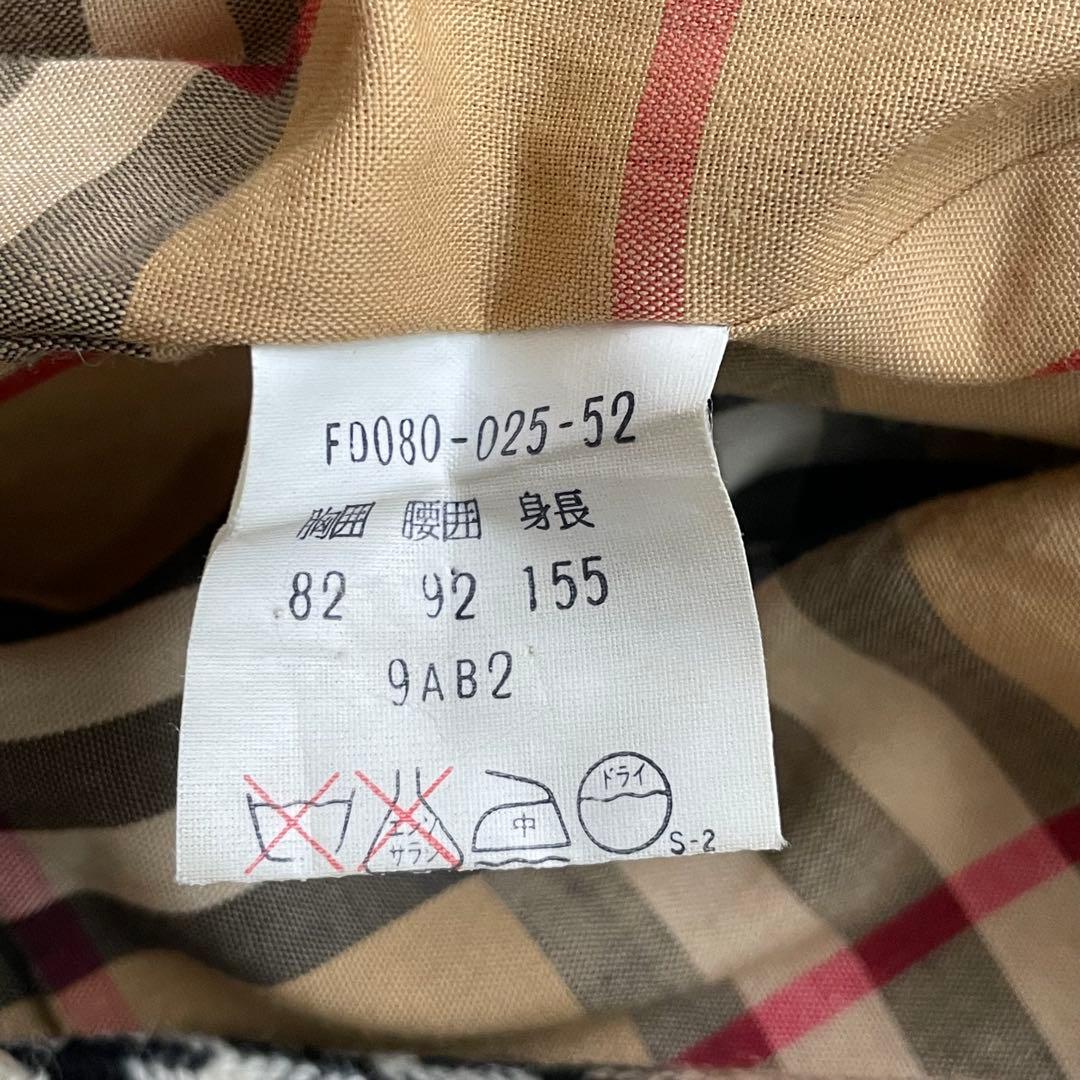 FD080-025-52
胸囲 腰囲 身長
82 92 155
9AB2
エンソ
サラシ
中
ドライ
S-2